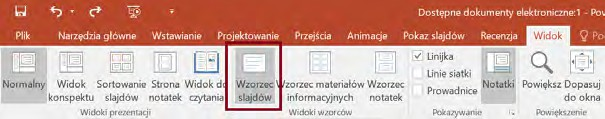 Dostępne dokumenty elektroniczne:1 - Pov
Plik Narzędzia główne Wstawianie Projektowanie Przejścia Animacje Pokaz slajdów Recenzja Widok Po
Normalny Widok konspektu Sortowanie slajdów Strona notatek Widok do czytania Wzorzec slajdów Wzorzec materiałów informacyjnych Wzorzec notatek Linijka Linie siatki Prowadnice Notatki Powiększ Dopasuj do okna
Widoki prezentacji Widoki wzorców Pokazywanie Powiększenie